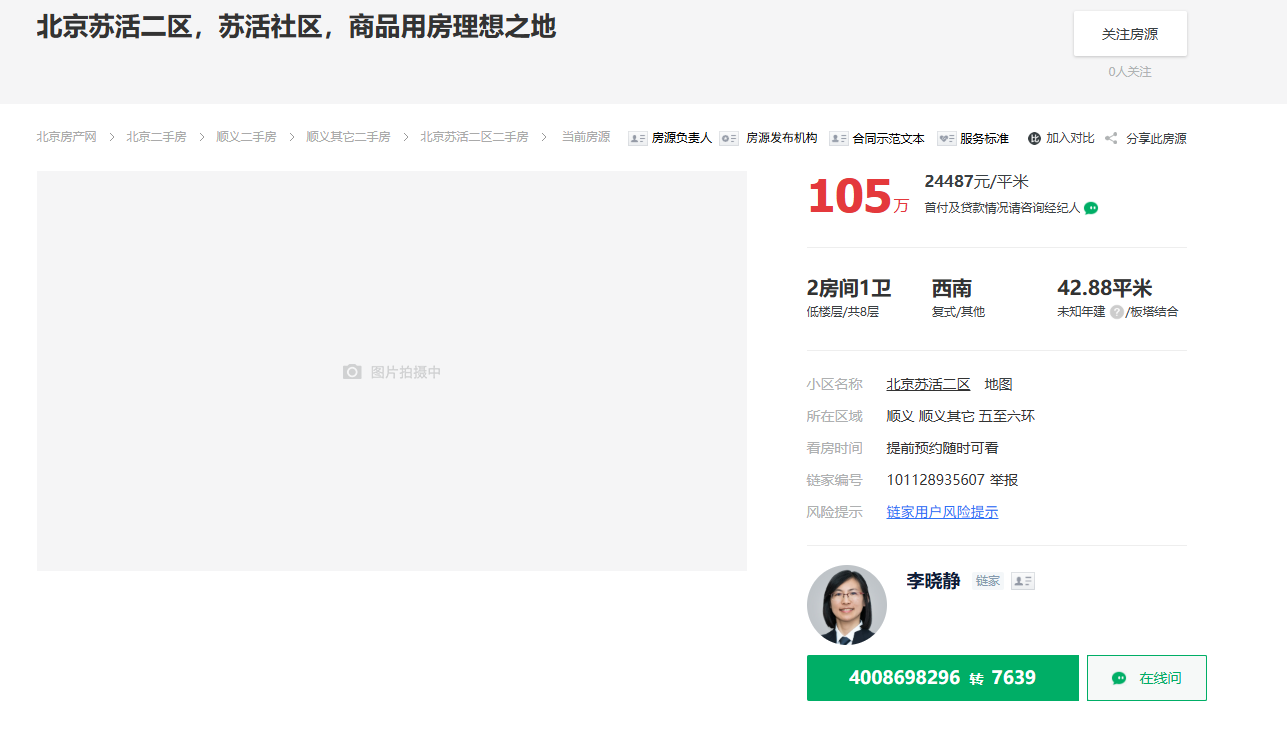 北京苏活二区，苏活社区，商品用房理想之地
关注房源
0人关注
北京房产网 > 北京二手房 > 顺义二手房 > 顺义其它二手房 > 北京苏活二区二手房 > 当前房源 房源负责人 房源发布机构 合同示范文本 服务标准 比 加入对比 分享此房源
图片拍摄中
105万 24487元/平米
首付及贷款情况请咨询经纪人
2房间1卫 西南 42.88平米
低楼层/共8层 复式/其他 未知年建 ? /板塔结合
小区名称 北京苏活二区 地图
所在区域 顺义 顺义其它 五至六环
看房时间 提前预约随时可看
链家编号 101128935607 举报
风险提示 链家用户风险提示
李晓静 链家
4008698296 转 7639 在线问